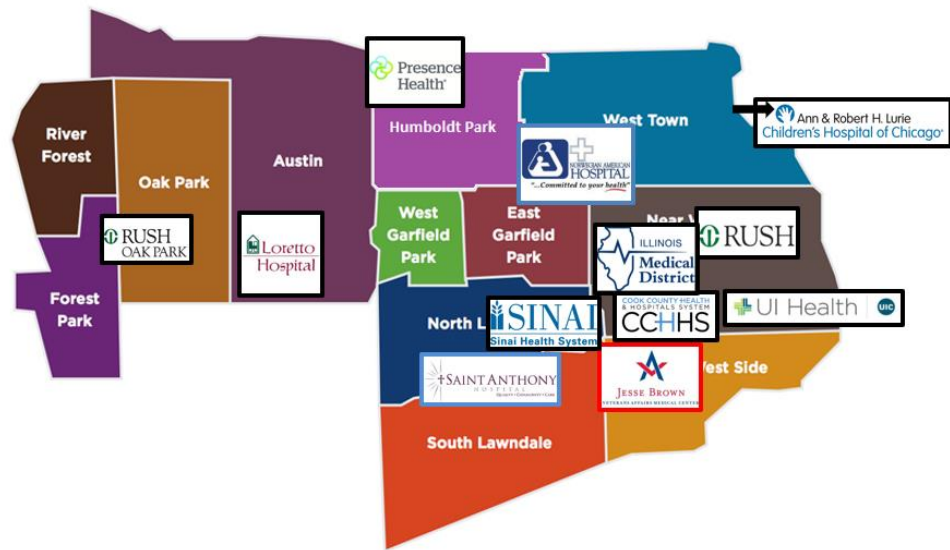 Presence
Health
Humboldt Park
West Town
Ann & Robert H. Lurie
Children's Hospital of Chicago
River
Forest
Oak Park
Austin
NORWEGIAN AMERICAN
HOSPITAL
"...Committed to your health"
West
Garfield
Park
East
Garfield
Park
Near
RUSH
OAK PARK
Loretto
Hospital
ILLINOIS
Medical
District
RUSH
Forest
Park
North L
SINAI
Sinai Health System
COOK COUNTY HEALTH
& HOSPITALS SYSTEM
CCHHS
UI Health
UIC
SAINT ANTHONY
HOSPITAL
JESSE BROWN
VETERANS AFFAIRS MEDICAL CENTER
West Side
South Lawndale